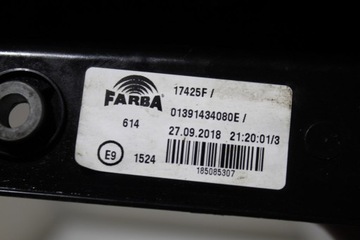 FARBA
17425F /
01391434080E /
614
27.09.2018 21:20:01/3
E9
1524
185085307